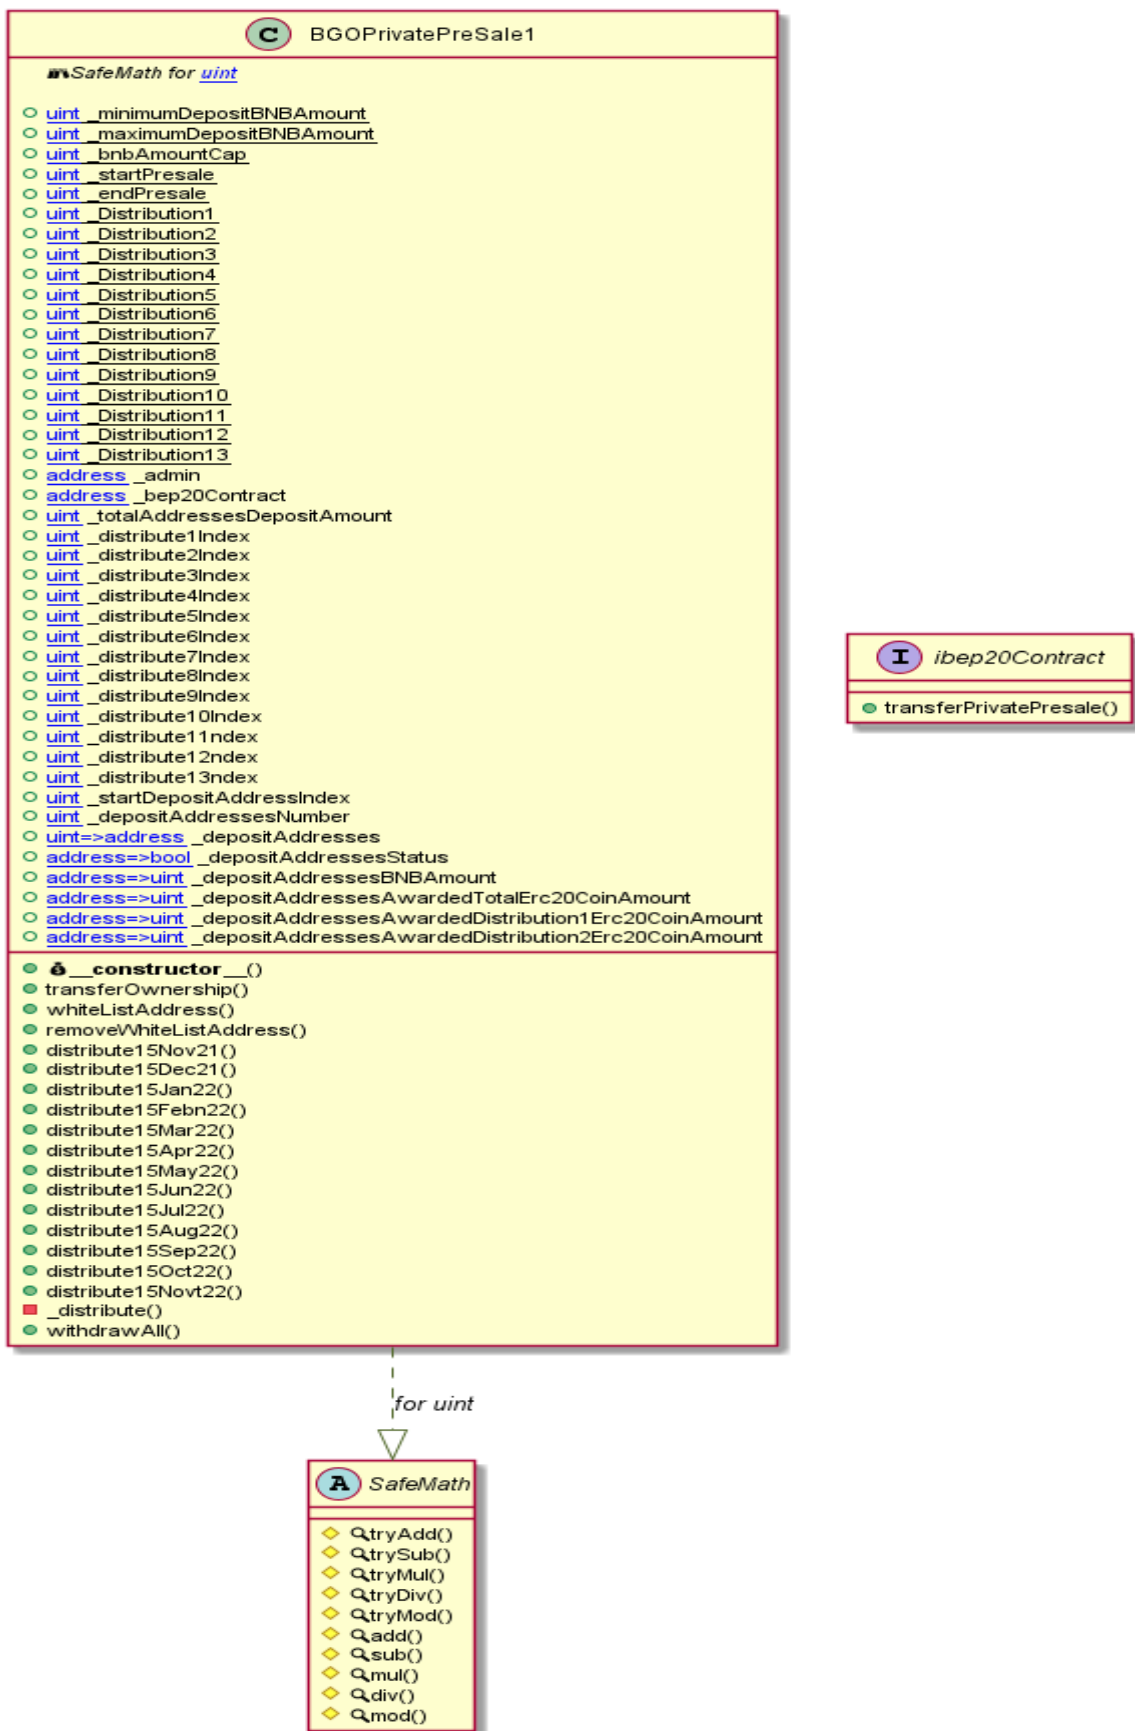 C BGOPrivatePreSale1
SafeMath for uint
uint _minimumDepositBNBAmount
uint _maximumDepositBNBAmount
uint _bnbAmountCap
uint _startPresale
uint _endPresale
uint _Distribution1
uint _Distribution2
uint _Distribution3
uint _Distribution4
uint _Distribution5
uint _Distribution6
uint _Distribution7
uint _Distribution8
uint _Distribution9
uint _Distribution10
uint _Distribution11
uint _Distribution12
uint _Distribution13
address _admin
address _bep20Contract
uint _totalAddressesDepositAmount
uint _distribute1Index
uint _distribute2Index
uint _distribute3Index
uint _distribute4Index
uint _distribute5Index
uint _distribute6Index
uint _distribute7Index
uint _distribute8Index
uint _distribute9Index
uint _distribute10Index
uint _distribute11ndex
uint _distribute12ndex
uint _distribute13ndex
uint _startDepositAddressIndex
uint _depositAddressesNumber
uint=>address _depositAddresses
address=>bool _depositAddressesStatus
address=>uint _depositAddressesBNBAmount
address=>uint _depositAddressesAwardedTotalErc20CoinAmount
address=>uint _depositAddressesAwardedDistribution1Erc20CoinAmount
address=>uint _depositAddressesAwardedDistribution2Erc20CoinAmount
__constructor__()
transferOwnership()
whiteListAddress()
removeWhiteListAddress()
distribute15Nov21()
distribute15Dec21()
distribute15Jan22()
distribute15Febn22()
distribute15Mar22()
distribute15Apr22()
distribute15May22()
distribute15Jun22()
distribute15Jul22()
distribute15Aug22()
distribute15Sep22()
distribute15Oct22()
distribute15Novt22()
_distribute()
withdrawAll()
I ibep20Contract
transferPrivatePresale()
for uint
A SafeMath
tryAdd()
trySub()
tryMul()
tryDiv()
tryMod()
add()
sub()
mul()
div()
mod()